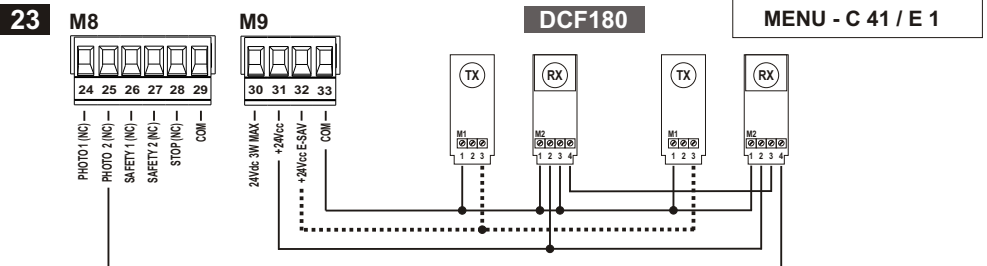 23 M8 M9 DCF180 MENU - C 41 / E 1
TX RX TX RX
24 25 26 27 28 29 30 31 32 33
M1 M2 M1 M2
1 2 3 1 2 3 4 1 2 3 1 2 3 4
PHOTO 1 (NC)
PHOTO 2 (NC)
SAFETY 1 (NC)
SAFETY 2 (NC)
STOP (NC)
COM
24Vdc 3W MAX
+24Vcc
+24Vcc E-SAV
COM